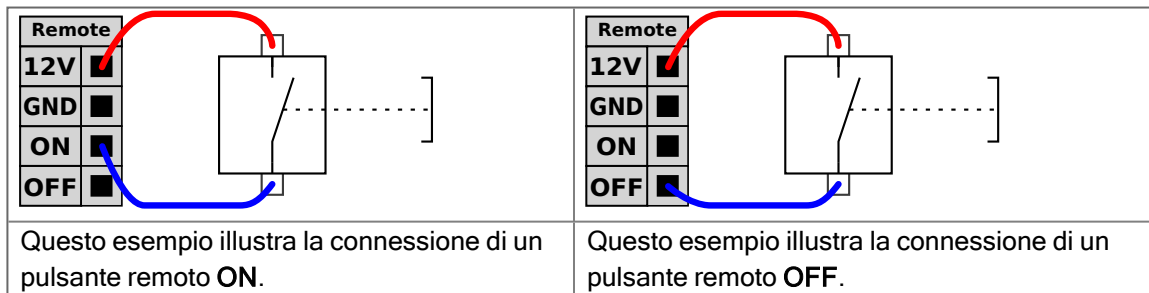 Remote
12V
GND
ON
OFF
Questo esempio illustra la connessione di un
pulsante remoto ON.
Remote
12V
GND
ON
OFF
Questo esempio illustra la connessione di un
pulsante remoto OFF.